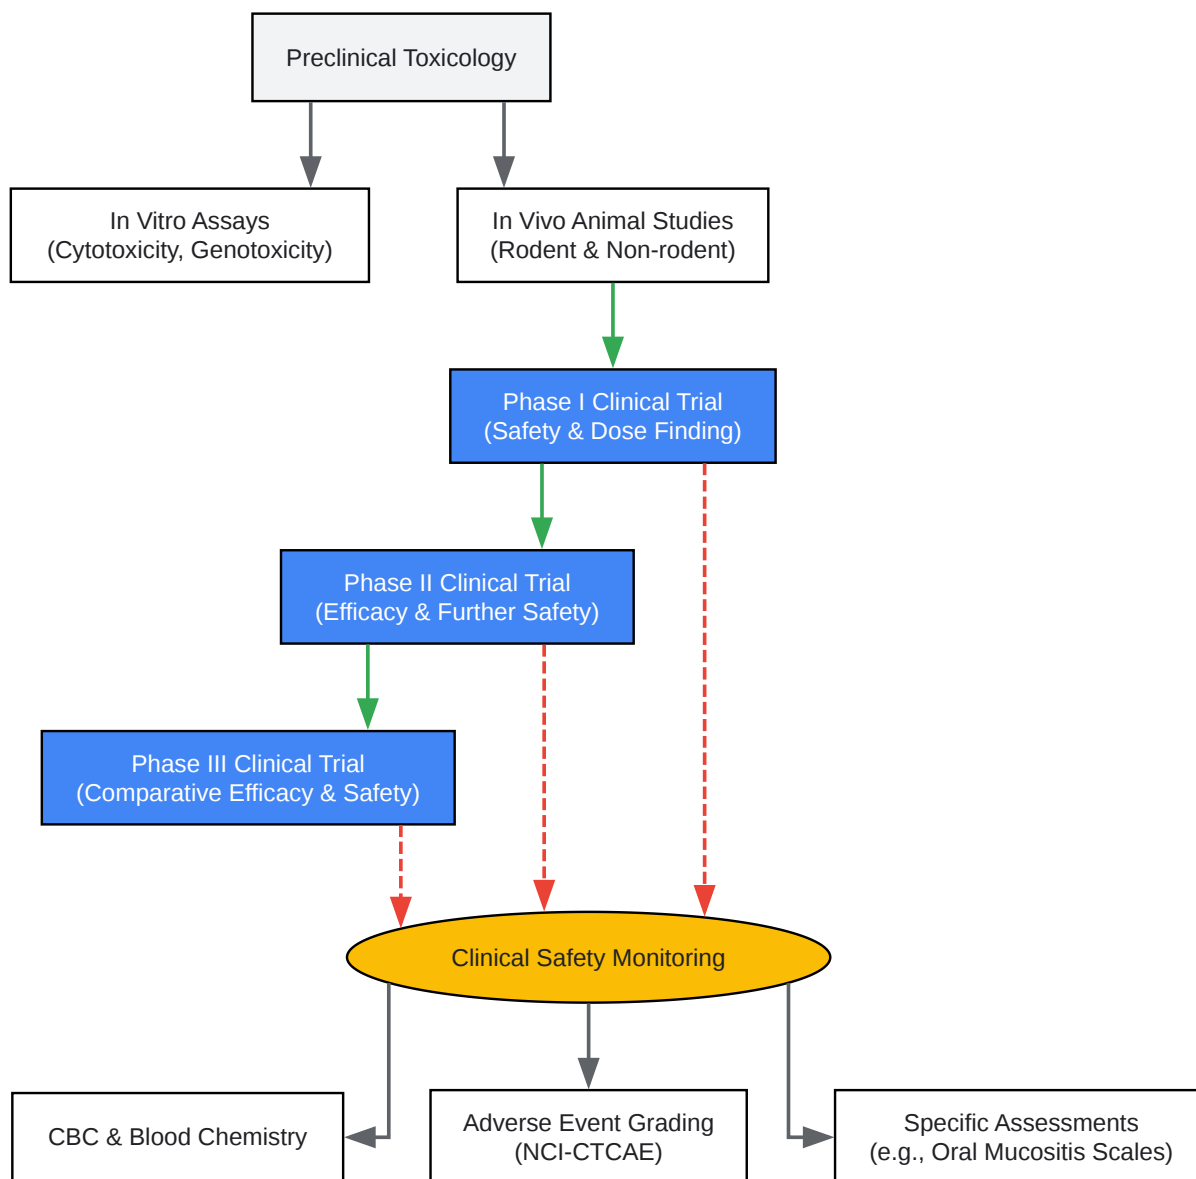 Preclinical Toxicology
In Vitro Assays
(Cytotoxicity, Genotoxicity)
In Vivo Animal Studies
(Rodent & Non-rodent)
Phase I Clinical Trial
(Safety & Dose Finding)
Phase II Clinical Trial
(Efficacy & Further Safety)
Phase III Clinical Trial
(Comparative Efficacy & Safety)
Clinical Safety Monitoring
CBC & Blood Chemistry
Adverse Event Grading
(NCI-CTCAE)
Specific Assessments
(e.g., Oral Mucositis Scales)